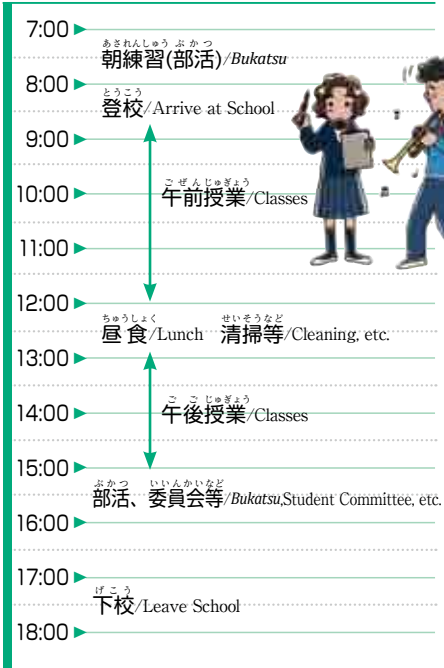 7:00
あされんしゅう ぶかつ
朝練習(部活)/Bukatsu
8:00
とうこう
登校/Arrive at School
9:00
10:00
ごぜんじゅぎょう
午前授業/Classes
11:00
12:00
ちゅうしょく せいそうなど
昼食/Lunch 清掃等/Cleaning, etc.
13:00
14:00
ごごじゅぎょう
午後授業/Classes
15:00
ぶかつ いいんかいなど
部活、委員会等/Bukatsu,Student Committee, etc.
16:00
17:00
げこう
下校/Leave School
18:00